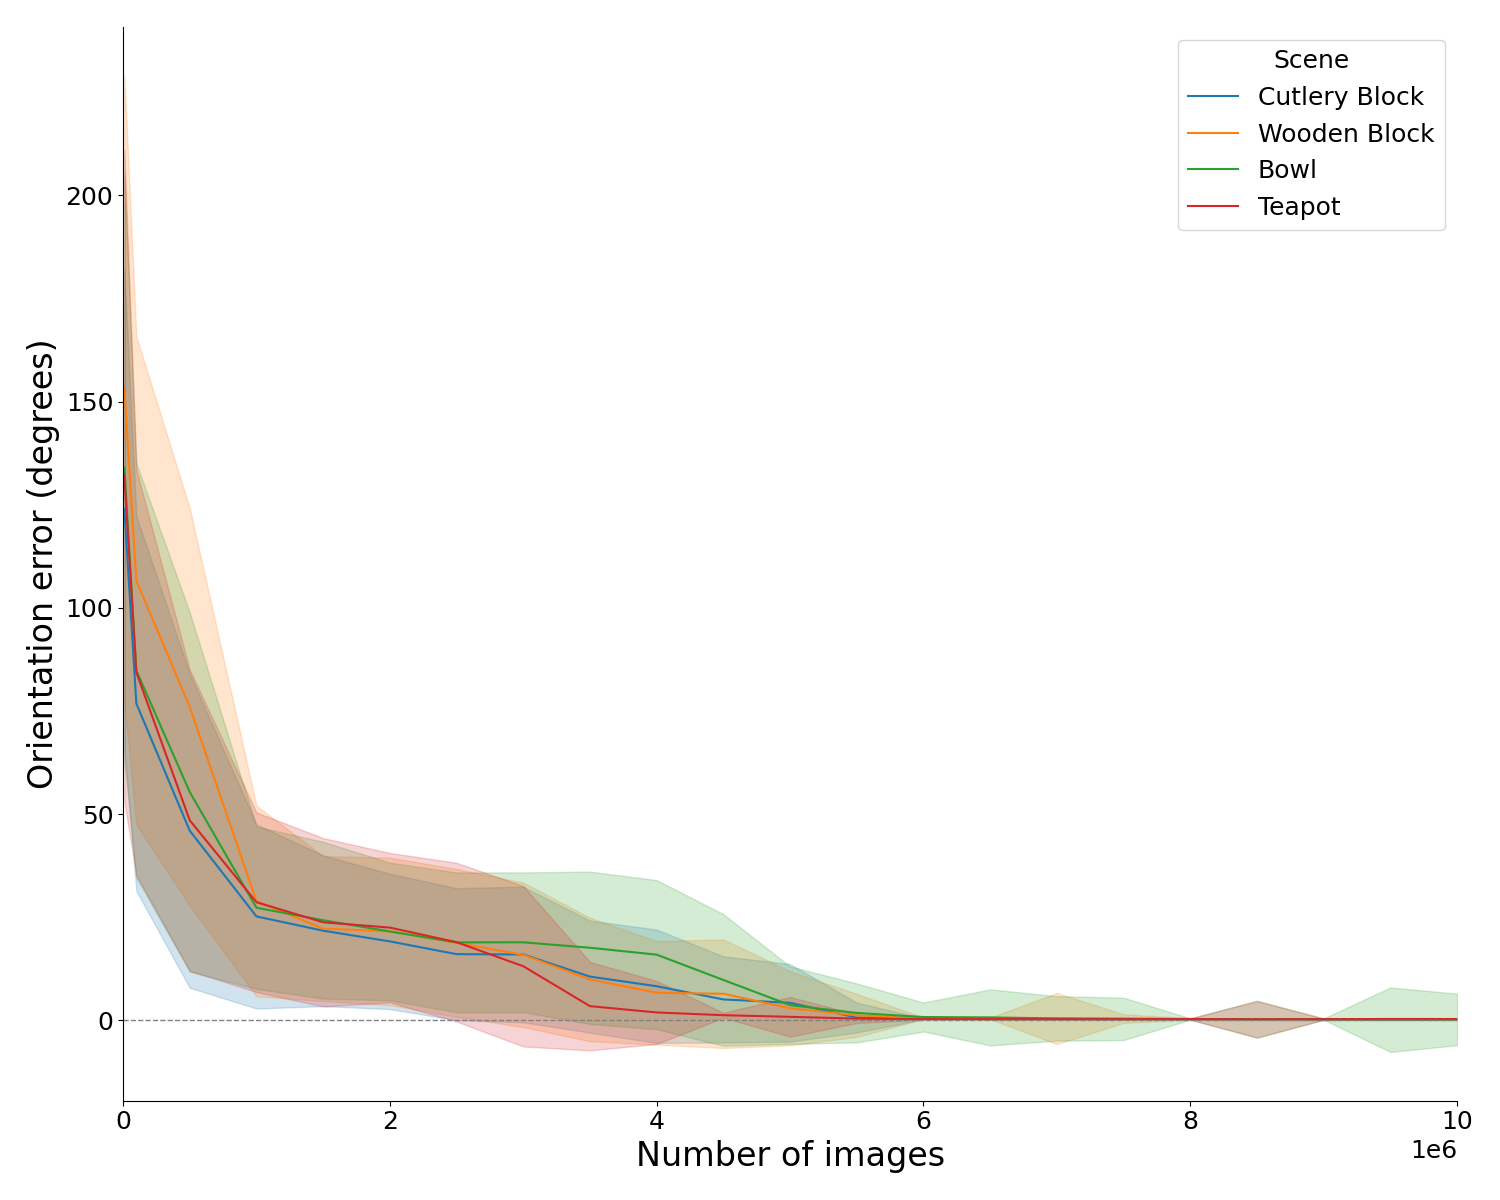 Scene
Cutlery Block
Wooden Block
Bowl
Teapot
Orientation error (degrees)
200
150
100
50
0
0 2 4 6 8 10
1e6
Number of images